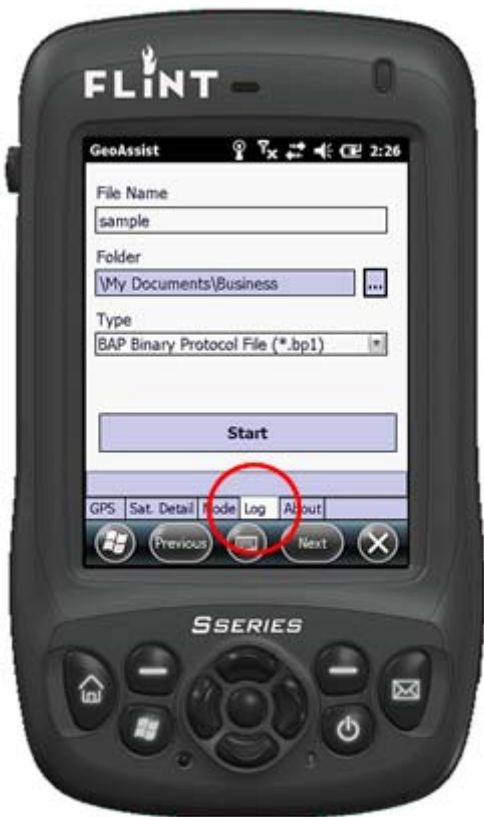 FLINT
GeoAssist 2:26
File Name
sample
Folder
\My Documents\Business
...
Type
BAP Binary Protocol File (*.bp1)
Start
GPS Sat. Detail Mode Log About
Previous Next
SSERIES